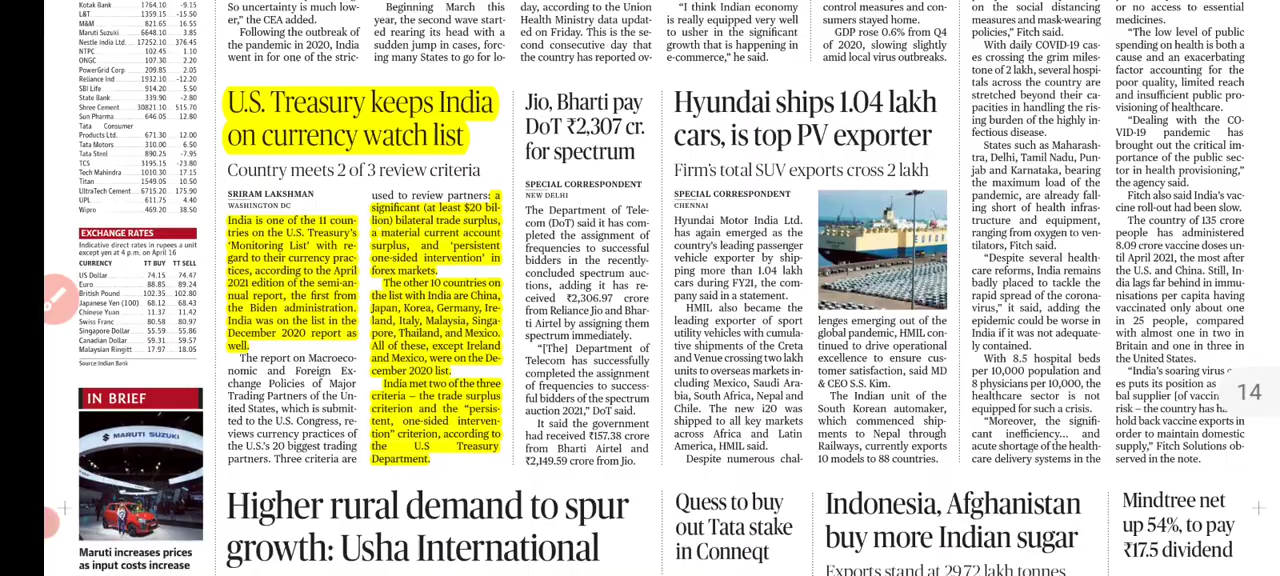 Kotak Bank 1764.10 -9.15
L&T 1359.15 -15.50
M&M 821.65 16.55
Maruti Suzuki 6648.10 3.85
Nestle India Ltd. 17252.10 376.45
NTPC 102.45 1.10
ONGC 107.30 2.20
PowerGrid Corp 209.85 2.05
Reliance Ind 1932.10 -12.20
SBI Life 914.20 5.50
State Bank 339.90 -2.80
Shree Cement 30821.10 515.70
Sun Pharma 646.05 12.80
Tata Consumer
Products Ltd. 671.30 12.00
Tata Motors 310.00 6.50
Tata Steel 890.25 -7.95
TCS 3195.15 -23.80
Tech Mahindra 1010.30 17.15
Titan 1549.05 10.50
UltraTech Cement 6715.20 175.90
UPL 611.75 4.40
Wipro 469.20 38.50
EXCHANGE RATES
Indicative direct rates in rupees a unit
except yen at 4 p.m. on April 16
CURRENCY TT BUY TT SELL
US Dollar 74.15 74.47
Euro 88.85 89.24
British Pound 102.35 102.80
Japanese Yen (100) 68.12 68.43
Chinese Yuan 11.37 11.42
Swiss Franc 80.58 80.97
Singapore Dollar 55.59 55.86
Canadian Dollar 59.31 59.57
Malaysian Ringitt 17.97 18.05
Source:Indian Bank
IN BRIEF
MARUTI SUZUKI
Maruti increases prices
as input costs increase
So uncertainty is much low-
er,” the CEA added.
Following the outbreak of
the pandemic in 2020, India
went in for one of the stric-
Beginning March this
year, the second wave start-
ed rearing its head with a
sudden jump in cases, forc-
ing many States to go for lo-
day, according to the Union
Health Ministry data updat-
ed on Friday. This is the se-
cond consecutive day that
the country has reported ov-
“I think Indian economy
is really equipped very well
to usher in the significant
growth that is happening in
e-commerce,” he said.
control measures and con-
sumers stayed home.
GDP rose 0.6% from Q4
of 2020, slowing slightly
amid local virus outbreaks.
U.S. Treasury keeps India
on currency watch list
Country meets 2 of 3 review criteria
SRIRAM LAKSHMAN
WASHINGTON DC
India is one of the 11 coun-
tries on the U.S. Treasury’s
‘Monitoring List’ with re-
gard to their currency prac-
tices, according to the April
2021 edition of the semi-an-
nual report, the first from
the Biden administration.
India was on the list in the
December 2020 report as
well.
The report on Macroeco-
nomic and Foreign Ex-
change Policies of Major
Trading Partners of the Un-
ited States, which is submit-
ted to the U.S. Congress, re-
views currency practices of
the U.S.’s 20 biggest trading
partners. Three criteria are
used to review partners: a
significant (at least $20 bil-
lion) bilateral trade surplus,
a material current account
surplus, and ‘persistent
one-sided intervention’ in
forex markets.
The other 10 countries on
the list with India are China,
Japan, Korea, Germany, Ire-
land, Italy, Malaysia, Singa-
pore, Thailand, and Mexico.
All of these, except Ireland
and Mexico, were on the De-
cember 2020 list.
India met two of the three
criteria – the trade surplus
criterion and the “persis-
tent, one-sided interven-
tion” criterion, according to
the U.S Treasury
Department.
Jio, Bharti pay
DoT ₹2,307 cr.
for spectrum
SPECIAL CORRESPONDENT
NEW DELHI
The Department of Tele-
com (DoT) said it has com-
pleted the assignment of
frequencies to successful
bidders in the recently-
concluded spectrum auc-
tions, adding it has re-
ceived ₹2,306.97 crore
from Reliance Jio and Bhar-
ti Airtel by assigning them
spectrum immediately.
“[The] Department of
Telecom has successfully
completed the assignment
of frequencies to success-
ful bidders of the spectrum
auction 2021,” DoT said.
It said the government
had received ₹157.38 crore
from Bharti Airtel and
₹2,149.59 crore from Jio.
Hyundai ships 1.04 lakh
cars, is top PV exporter
Firm’s total SUV exports cross 2 lakh
SPECIAL CORRESPONDENT
CHENNAI
Hyundai Motor India Ltd.
has again emerged as the
country’s leading passenger
vehicle exporter by ship-
ping more than 1.04 lakh
cars during FY21, the com-
pany said in a statement.
HMIL also became the
leading exporter of sport
utility vehicles with cumula-
tive shipments of the Creta
and Venue crossing two lakh
units to overseas markets in-
cluding Mexico, Saudi Ara-
bia, South Africa, Nepal and
Chile. The new i20 was
shipped to all key markets
across Africa and Latin
America, HMIL said.
Despite numerous chal-
lenges emerging out of the
global pandemic, HMIL con-
tinued to drive operational
excellence to ensure cus-
tomer satisfaction, said MD
& CEO S.S. Kim.
The Indian unit of the
South Korean automaker,
which commenced ship-
ments to Nepal through
Railways, currently exports
10 models to 88 countries.
on the social distancing
measures and mask-wearing
policies,” Fitch said.
With daily COVID-19 cas-
es crossing the grim miles-
tone of 2 lakh, several hospi-
tals across the country are
stretched beyond their ca-
pacities in handling the ris-
ing burden of the highly in-
fectious disease.
States such as Maharash-
tra, Delhi, Tamil Nadu, Pun-
jab and Karnataka, bearing
the maximum load of the
pandemic, are already fal-
ling short of health infras-
tructure and equipment,
ranging from oxygen to ven-
tilators, Fitch said.
“Despite several health-
care reforms, India remains
badly placed to tackle the
rapid spread of the corona-
virus,” it said, adding the
epidemic could be worse in
India if it was not adequate-
ly contained.
With 8.5 hospital beds
per 10,000 population and
8 physicians per 10,000, the
healthcare sector is not
equipped for such a crisis.
“Moreover, the signifi-
cant inefficiency... and
acute shortage of the health-
care delivery systems in the
or no access to essential
medicines.
“The low level of public
spending on health is both a
cause and an exacerbating
factor accounting for the
poor quality, limited reach
and insufficient public pro-
visioning of healthcare.
“Dealing with the CO-
VID-19 pandemic has
brought out the critical im-
portance of the public sec-
tor in health provisioning,”
the agency said.
Fitch also said India’s vac-
cine roll-out had been slow.
The country of 135 crore
people has administered
8.09 crore vaccine doses un-
til April 2021, the most after
the U.S. and China. Still, In-
dia lags far behind in immu-
nisations per capita having
vaccinated only about one
in 25 people, compared
with almost one in two in
Britain and one in three in
the United States.
“India’s soaring virus
es puts its position as
bal supplier [of vaccin
risk – the country has
hold back vaccine exports in
order to maintain domestic
supply,” Fitch Solutions ob-
served in the note.
14
Higher rural demand to spur
growth: Usha International
Quess to buy
out Tata stake
in Conneqt
Indonesia, Afghanistan
buy more Indian sugar
Exports stand at 29.72 lakh tonnes
Mindtree net
up 54%, to pay
₹17.5 dividend